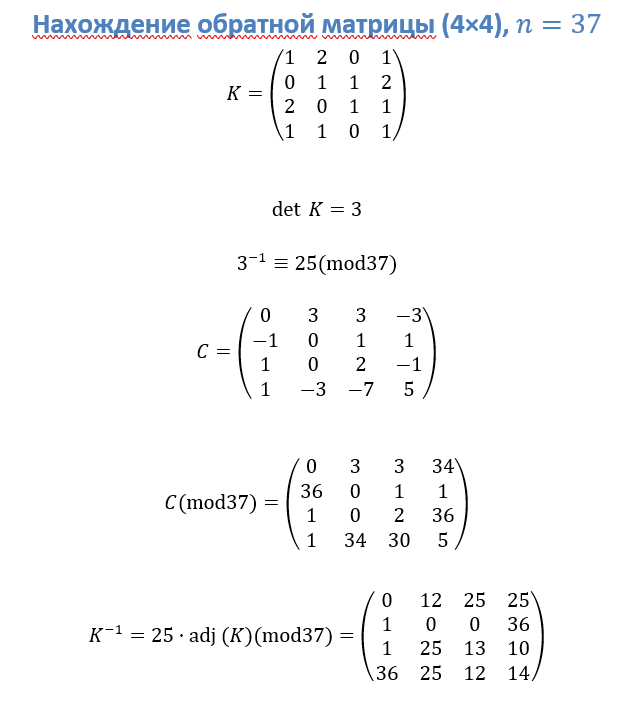 Нахождение обратной матрицы (4×4), n = 37
K = 
(1 2 0 1)
(0 1 1 2)
(2 0 1 1)
(1 1 0 1)
det K = 3
3⁻¹ ≡ 25(mod37)
C = 
(0 3 3 −3)
(−1 0 1 1)
(1 0 2 −1)
(1 −3 −7 5)
C(mod37) = 
(0 3 3 34)
(36 0 1 1)
(1 0 2 36)
(1 34 30 5)
K⁻¹ = 25 · adj (K)(mod37) = 
(0 12 25 25)
(1 0 0 36)
(1 25 13 10)
(36 25 12 14)